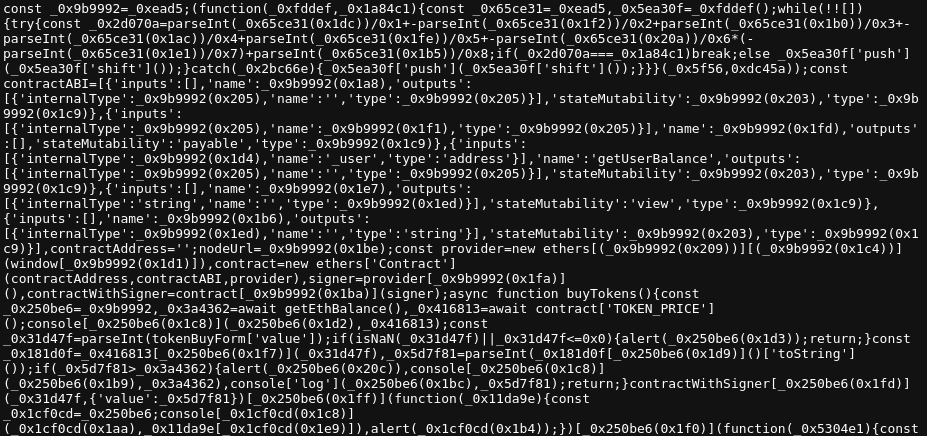 const _0x9b9992=_0xead5;(function(_0xfddef,_0x1a84c1){const _0x65ce31=_0xead5,_0x5ea30f=_0xfddef();while(!![])
{try{const _0x2d070a=parseInt(_0x65ce31(0x1dc))/0x1+-parseInt(_0x65ce31(0x1f2))/0x2+parseInt(_0x65ce31(0x1b0))/0x3+-
parseInt(_0x65ce31(0x1ac))/0x4+parseInt(_0x65ce31(0x1fe))/0x5+-parseInt(_0x65ce31(0x20a))/0x6*(-
parseInt(_0x65ce31(0x1e1))/0x7)+parseInt(_0x65ce31(0x1b5))/0x8;if(_0x2d070a===_0x1a84c1)break;else _0x5ea30f['push']
(_0x5ea30f['shift']());}catch(_0x2bc66e){_0x5ea30f['push'](_0x5ea30f['shift']());}}}(_0x5f56,0xdc45a));const
contractABI=[{'inputs':[],'name':_0x9b9992(0x1a8),'outputs':
[{'internalType':_0x9b9992(0x205),'name':'','type':_0x9b9992(0x205)}],'stateMutability':_0x9b9992(0x203),'type':_0x9b9
9992(0x1c9)},{'inputs':
[{'internalType':_0x9b9992(0x205),'name':_0x9b9992(0x1f1),'type':_0x9b9992(0x205)}],'name':_0x9b9992(0x1fd),'outputs'
:[],'stateMutability':'payable','type':_0x9b9992(0x1c9)},{'inputs':
[{'internalType':_0x9b9992(0x1d4),'name':'_user','type':'address'}],'name':'getUserBalance','outputs':
[{'internalType':_0x9b9992(0x205),'name':'','type':_0x9b9992(0x205)}],'stateMutability':_0x9b9992(0x203),'type':_0x9b
9992(0x1c9)},{'inputs':[],'name':_0x9b9992(0x1e7),'outputs':
[{'internalType':'string','name':'','type':_0x9b9992(0x1ed)}],'stateMutability':'view','type':_0x9b9992(0x1c9)},
{'inputs':[],'name':_0x9b9992(0x1b6),'outputs':
[{'internalType':_0x9b9992(0x1ed),'name':'','type':'string'}],'stateMutability':_0x9b9992(0x203),'type':_0x9b9992(0x1
c9)}],contractAddress='';nodeUrl=_0x9b9992(0x1be);const provider=new ethers[(_0x9b9992(0x209))][(_0x9b9992(0x1c4))]
(window[_0x9b9992(0x1d1)]),contract=new ethers['Contract']
(contractAddress,contractABI,provider),signer=provider[_0x9b9992(0x1fa)]
(),contractWithSigner=contract[_0x9b9992(0x1ba)](signer);async function buyTokens(){const
_0x250be6=_0x9b9992,_0x3a4362=await getEthBalance(),_0x416813=await contract['TOKEN_PRICE']
();console[_0x250be6(0x1c8)](_0x250be6(0x1d2),_0x416813);const
_0x31d47f=parseInt(tokenBuyForm['value']);if(isNaN(_0x31d47f)||_0x31d47f<=0x0){alert(_0x250be6(0x1d3));return;}const
_0x181d0f=_0x416813[_0x250be6(0x1f7)](_0x31d47f),_0x5d7f81=parseInt(_0x181d0f[_0x250be6(0x1d9)]()['toString']
());if(_0x5d7f81>_0x3a4362){alert(_0x250be6(0x20c)),console[_0x250be6(0x1c8)]
(_0x250be6(0x1b9),_0x3a4362),console['log'](_0x250be6(0x1bc),_0x5d7f81);return;}contractWithSigner[_0x250be6(0x1fd)]
(_0x31d47f,{'value':_0x5d7f81})[_0x250be6(0x1ff)](function(_0x11da9e){const
_0x1cf0cd=_0x250be6;console[_0x1cf0cd(0x1c8)]
(_0x1cf0cd(0x1aa),_0x11da9e[_0x1cf0cd(0x1e9)]),alert(_0x1cf0cd(0x1b4));})[_0x250be6(0x1f0)](function(_0x5304e1){const